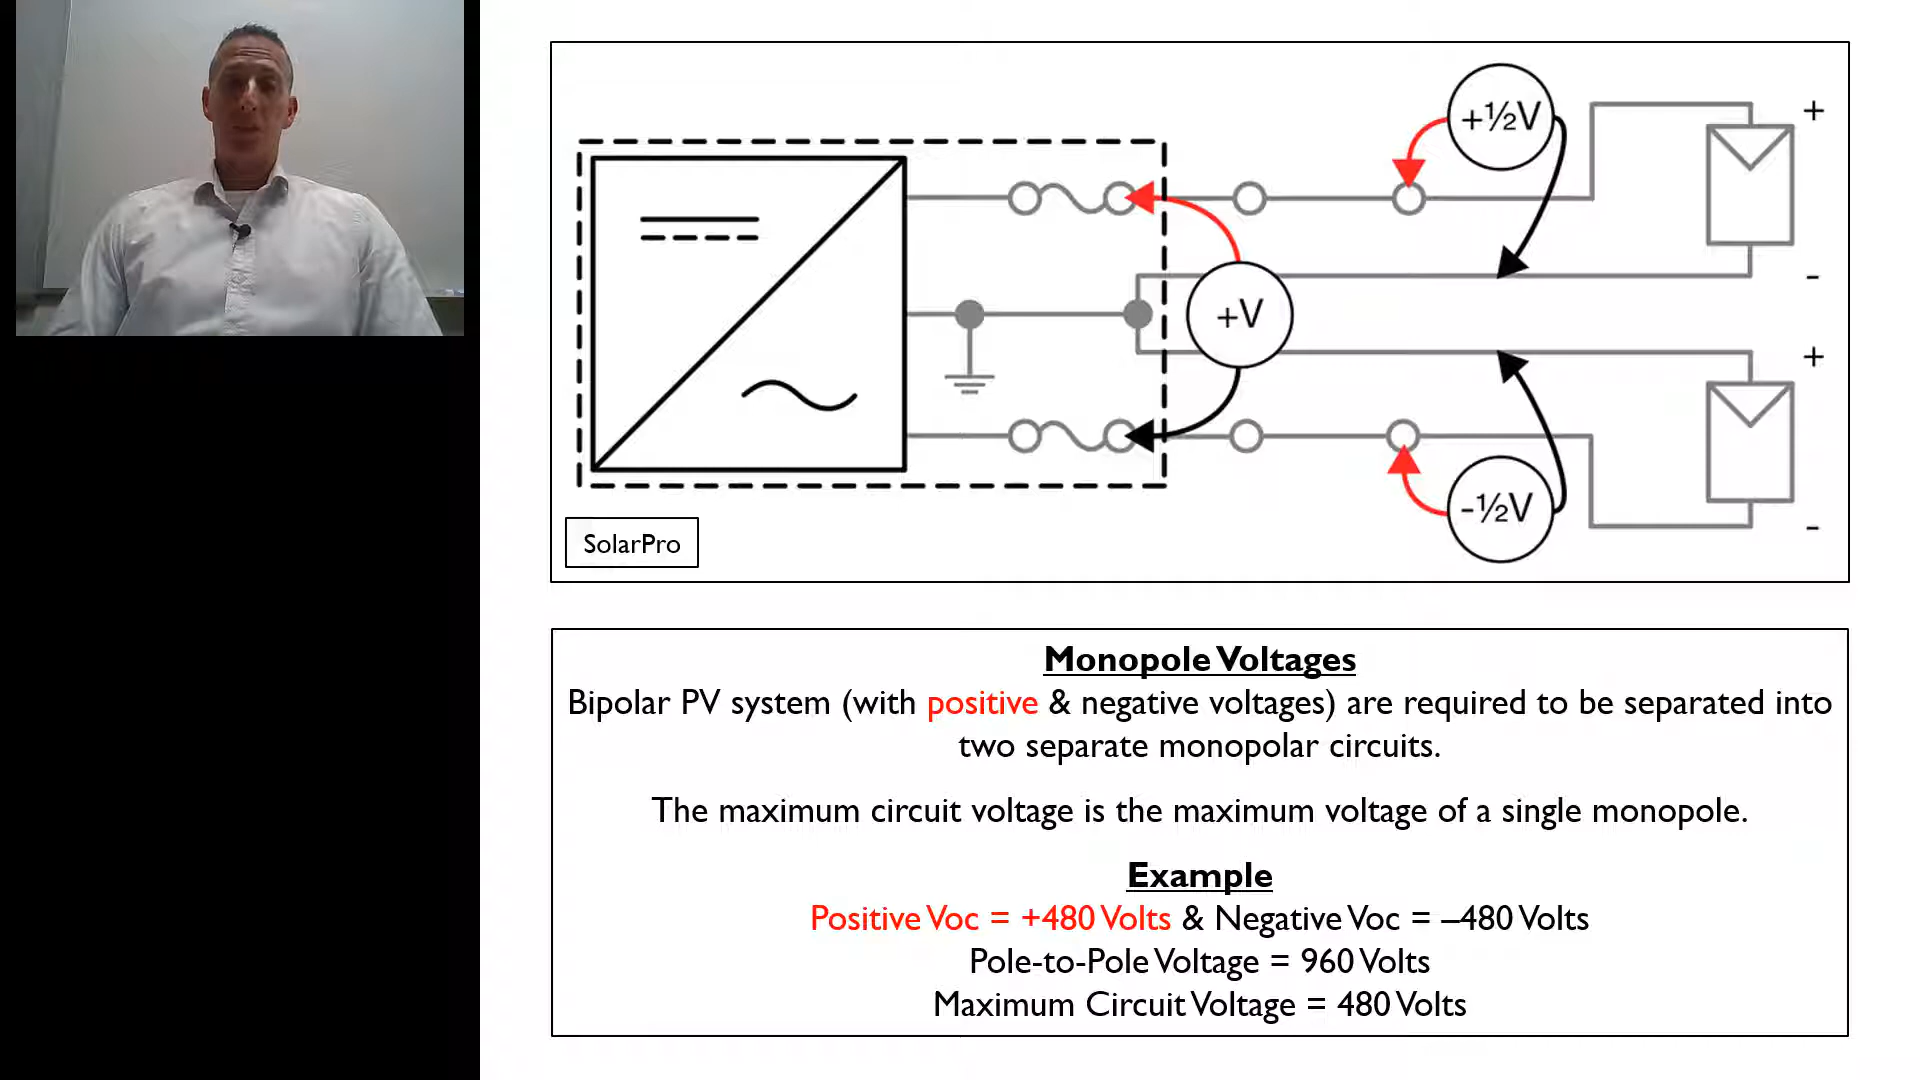 +½V
+
-
+V
+
-½V
-
SolarPro
Monopole Voltages
Bipolar PV system (with positive & negative voltages) are required to be separated into
two separate monopolar circuits.
The maximum circuit voltage is the maximum voltage of a single monopole.
Example
Positive Voc = +480 Volts & Negative Voc = –480 Volts
Pole-to-Pole Voltage = 960 Volts
Maximum Circuit Voltage = 480 Volts